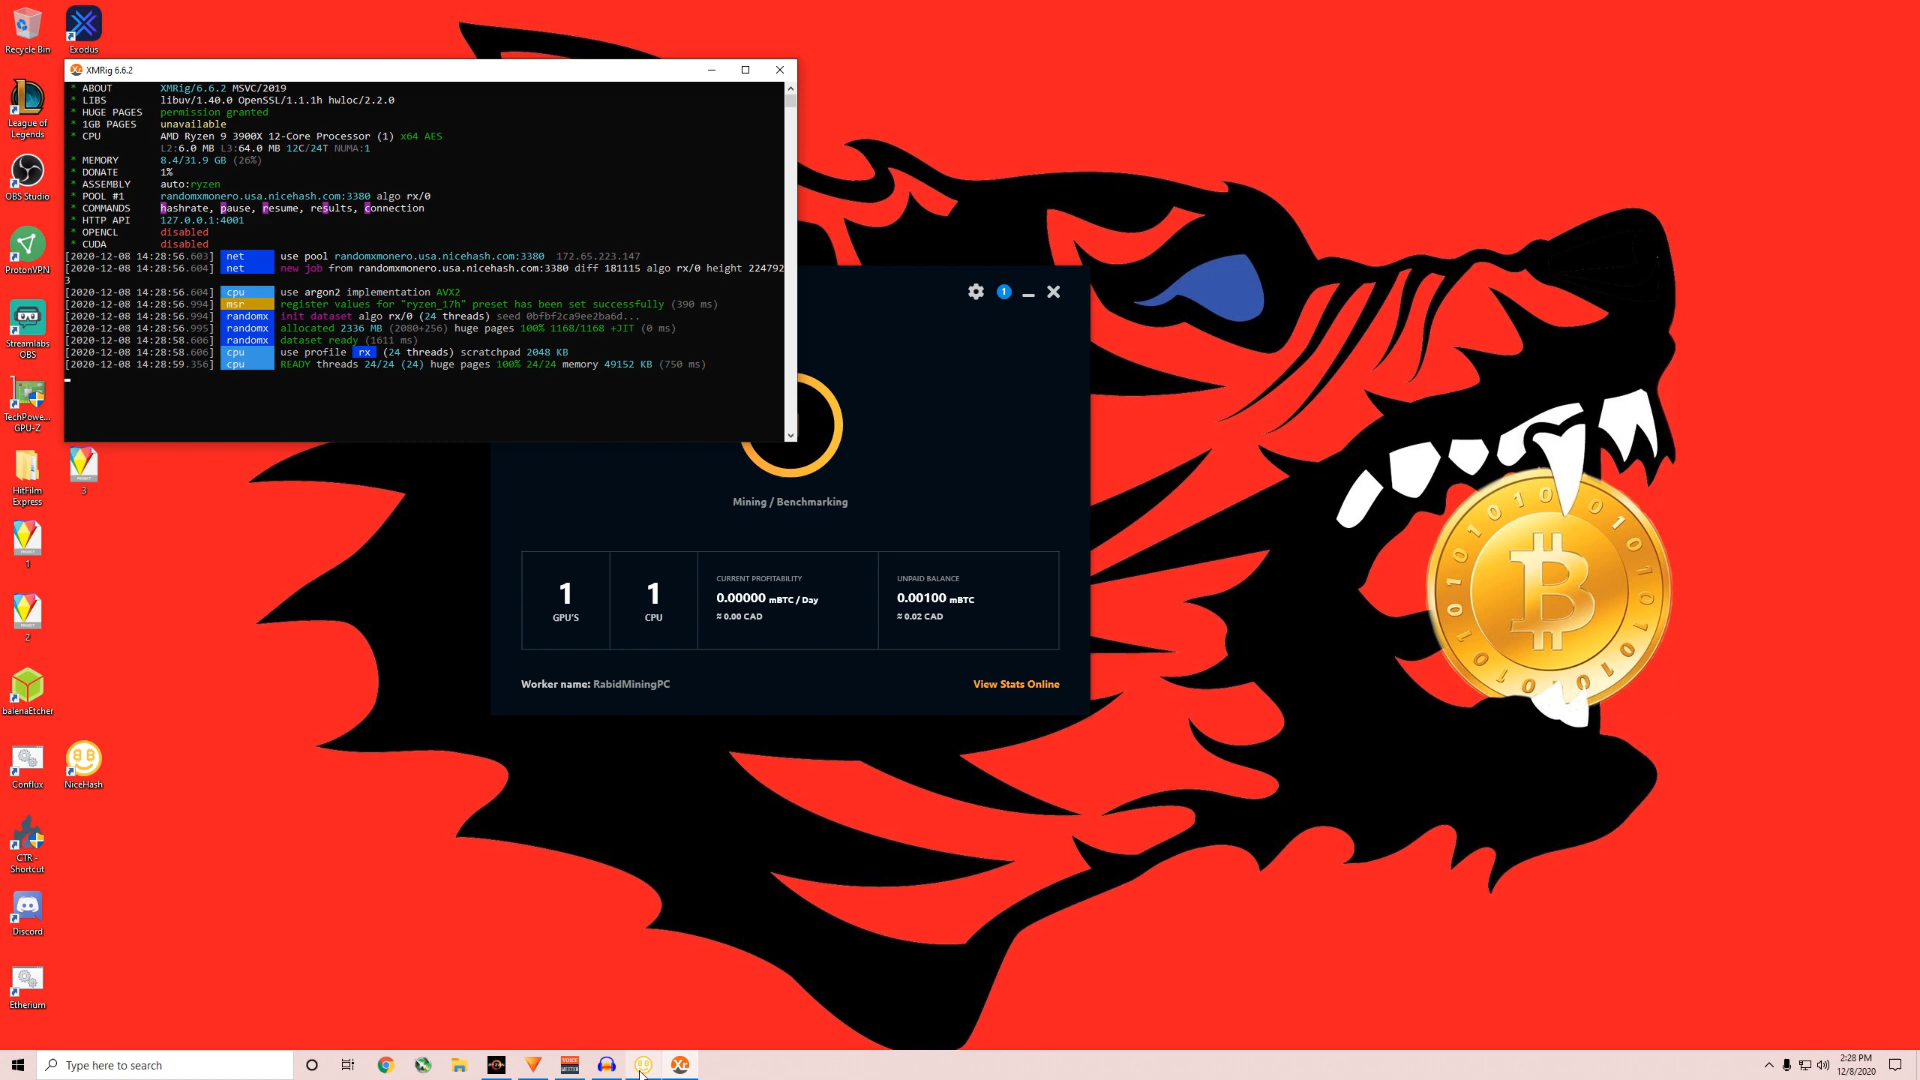 Recycle Bin
Exodus
League of
Legends
OBS Studio
ProtonVPN
Streamlabs
OBS
TechPowe...
GPU-Z
HitFilm
Express
3
1
2
balenaEtcher
Conflux
NiceHash
CTR -
Shortcut
Discord
Etherium
XMRig 6.6.2
* ABOUT XMRig/6.6.2 MSVC/2019
* LIBS libuv/1.40.0 OpenSSL/1.1.1h hwloc/2.2.0
* HUGE PAGES permission granted
* 1GB PAGES unavailable
* CPU AMD Ryzen 9 3900X 12-Core Processor (1) x64 AES
L2:6.0 MB L3:64.0 MB 12C/24T NUMA:1
* MEMORY 8.4/31.9 GB (26%)
* DONATE 1%
* ASSEMBLY auto:ryzen
* POOL #1 randomxmonero.usa.nicehash.com:3380 algo rx/0
* COMMANDS hashrate, pause, resume, results, connection
* HTTP API 127.0.0.1:4001
* OPENCL disabled
* CUDA disabled
[2020-12-08 14:28:56.603] net use pool randomxmonero.usa.nicehash.com:3380 172.65.223.147
[2020-12-08 14:28:56.604] net new job from randomxmonero.usa.nicehash.com:3380 diff 181115 algo rx/0 height 224792
3
[2020-12-08 14:28:56.604] cpu use argon2 implementation AVX2
[2020-12-08 14:28:56.994] msr register values for "ryzen_17h" preset has been set successfully (390 ms)
[2020-12-08 14:28:56.994] randomx init dataset algo rx/0 (24 threads) seed 0bfbf2ca9ee2ba6d...
[2020-12-08 14:28:56.995] randomx allocated 2336 MB (2080+256) huge pages 100% 1168/1168 +JIT (0 ms)
[2020-12-08 14:28:58.606] randomx dataset ready (1611 ms)
[2020-12-08 14:28:58.606] cpu use profile rx (24 threads) scratchpad 2048 KB
[2020-12-08 14:28:59.356] cpu READY threads 24/24 (24) huge pages 100% 24/24 memory 49152 KB (750 ms)
1
Mining / Benchmarking
1
GPU'S
1
CPU
CURRENT PROFITABILITY
0.00000 mBTC / Day
≈ 0.00 CAD
UNPAID BALANCE
0.00100 mBTC
≈ 0.02 CAD
Worker name: RabidMiningPC
View Stats Online
Type here to search
2:28 PM
12/8/2020